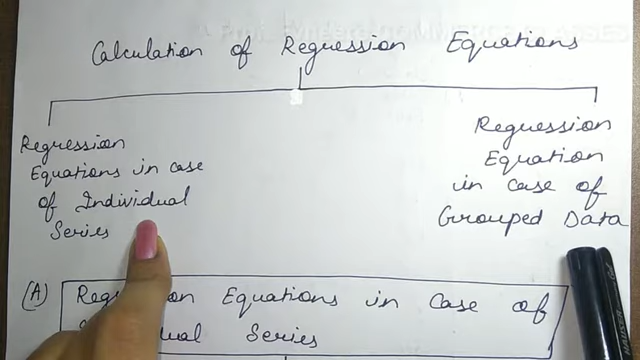 Calculation of Regression Equations
Regression
Equations in case
of Individual
Series
Regression
Equation
in case of
Grouped Data
(A) Equations in Case of
Series